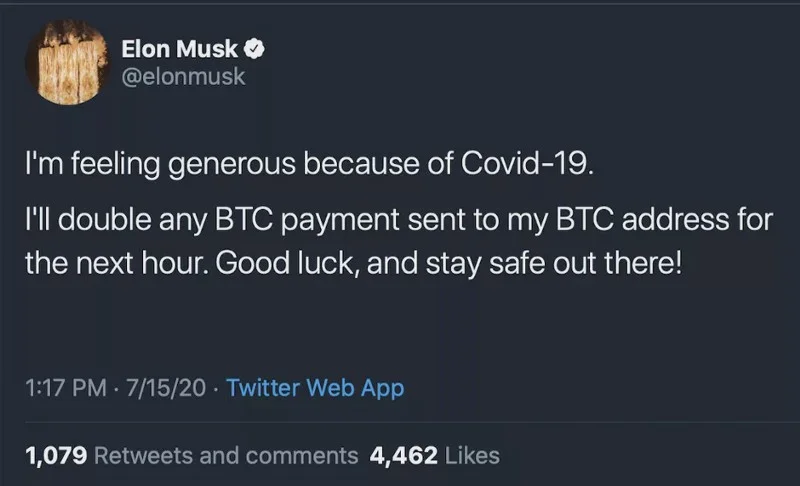 Elon Musk
@elonmusk
I'm feeling generous because of Covid-19.
I'll double any BTC payment sent to my BTC address for
the next hour. Good luck, and stay safe out there!
1:17 PM · 7/15/20 · Twitter Web App
1,079 Retweets and comments 4,462 Likes